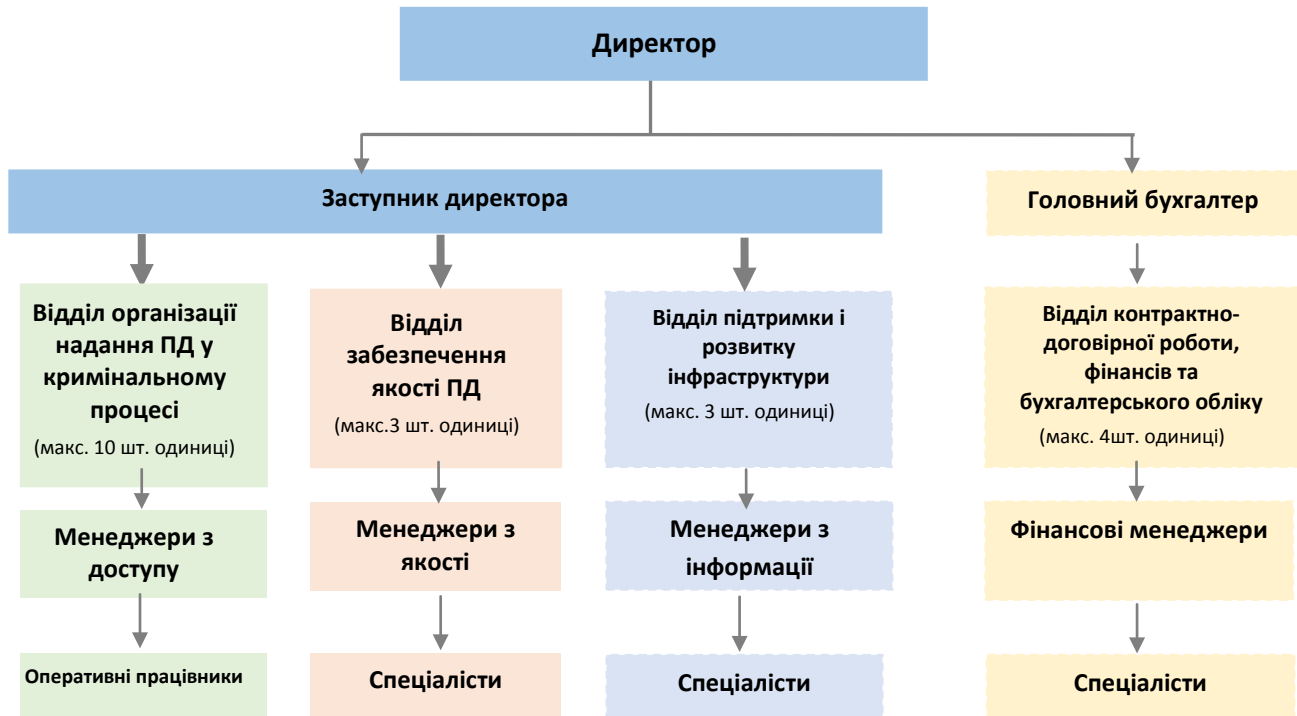 Директор
Заступник директора
Головний бухгалтер
Відділ організації
надання ПД у
кримінальному
процесі
(макс. 10 шт. одиниці)
Відділ
забезпечення
якості ПД
(макс.3 шт. одиниці)
Відділ підтримки і
розвитку
інфраструктури
(макс. 3 шт. одиниці)
Відділ контрактно-
договірної роботи,
фінансів та
бухгалтерського обліку
(макс. 4шт. одиниці)
Менеджери з
доступу
Менеджери з
якості
Менеджери з
інформації
Фінансові менеджери
Оперативні працівники
Спеціалісти
Спеціалісти
Спеціалісти